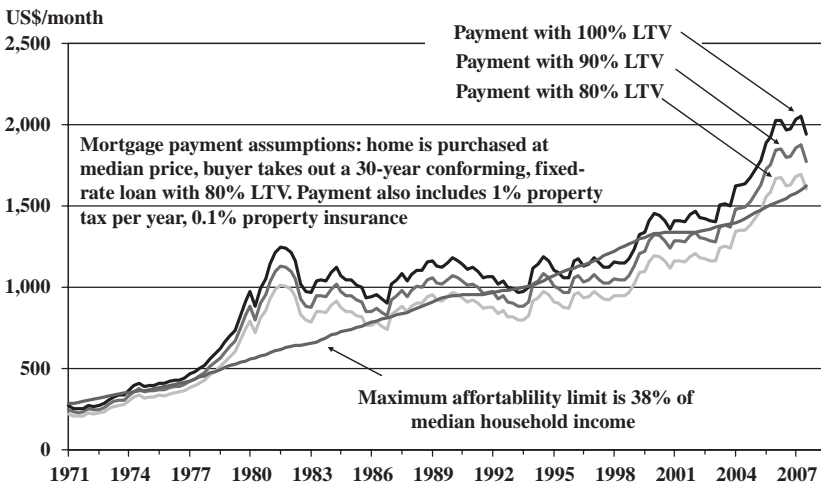 US$/month
2,500
2,000
1,500
1,000
500
0
Payment with 100% LTV
Payment with 90% LTV
Payment with 80% LTV
Mortgage payment assumptions: home is purchased at
median price, buyer takes out a 30-year conforming, fixed-
rate loan with 80% LTV. Payment also includes 1% property
tax per year, 0.1% property insurance
Maximum affortablility limit is 38% of
median household income
1971 1974 1977 1980 1983 1986 1989 1992 1995 1998 2001 2004 2007